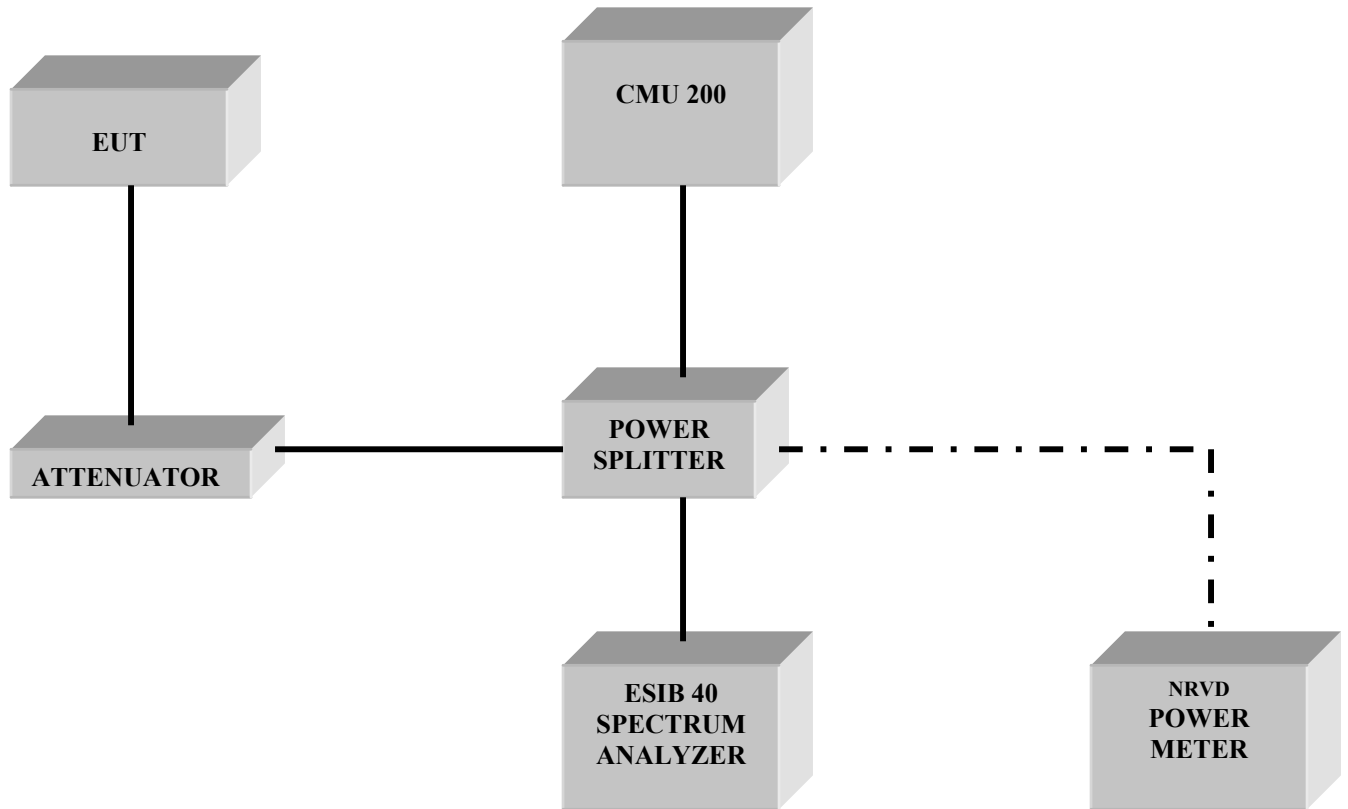 CMU 200
EUT
POWER
SPLITTER
ATTENUATOR
ESIB 40
SPECTRUM
ANALYZER
NRVD
POWER
METER